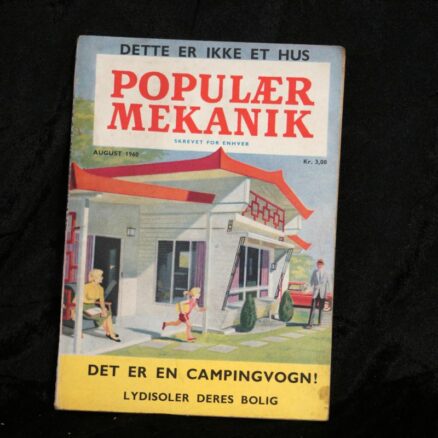 DETTE ER IKKE ET HUS
POPULÆR
MEKANIK
SKREVET FOR ENHVER
AUGUST 1960
Kr. 3,00
DET ER EN CAMPINGVOGN!
LYDISOLER DERES BOLIG